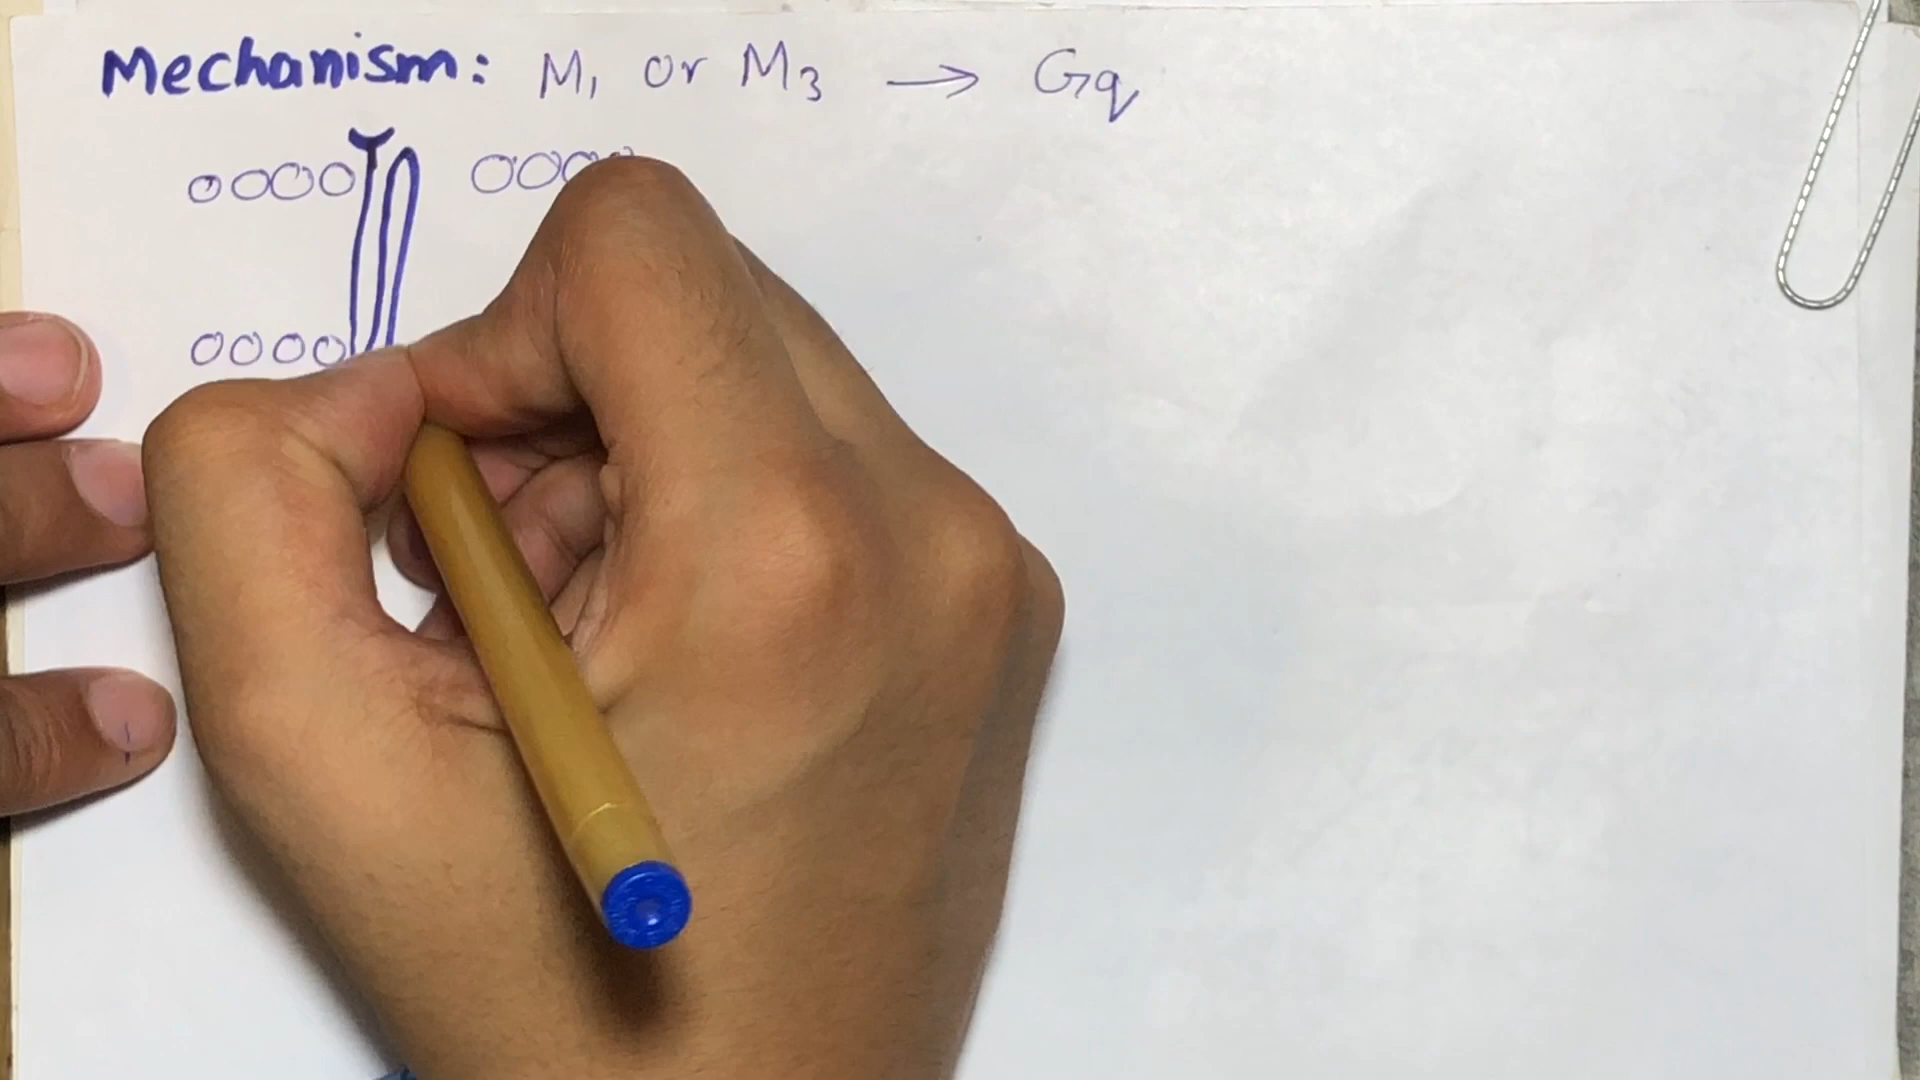 Mechanism: M₁ or M₃ → Gq